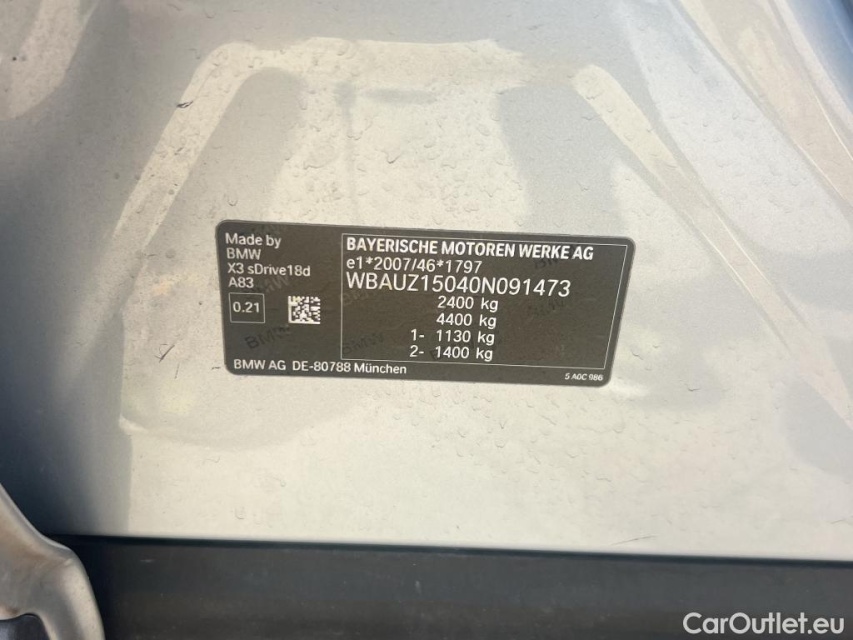 Made by
BMW
X3 sDrive18d
A83
0.21
BMW AG DE-80788 München
BAYERISCHE MOTOREN WERKE AG
e1*2007/46*1797
WBAUZ15040N091473
2400 kg
4400 kg
1- 1130 kg
2- 1400 kg
5 A0C 986
CarOutlet.eu